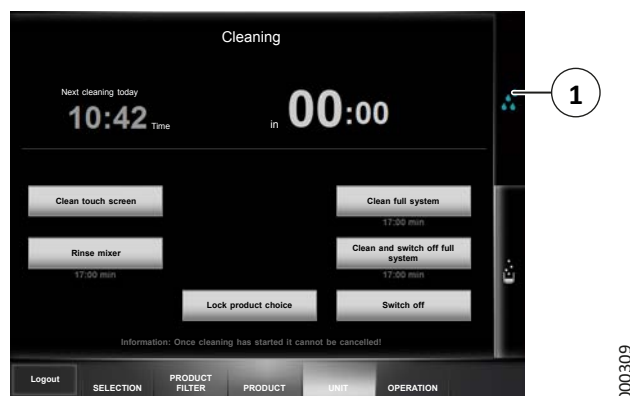 Cleaning
Next cleaning today
10:42 Time
in 00:00
1
Clean touch screen
Clean full system
17:00 min
Rinse mixer
17:00 min
Clean and switch off full
system
17:00 min
Lock product choice
Switch off
Information: Once cleaning has started it cannot be cancelled!
Logout
SELECTION
PRODUCT
FILTER
PRODUCT
UNIT
OPERATION
000309